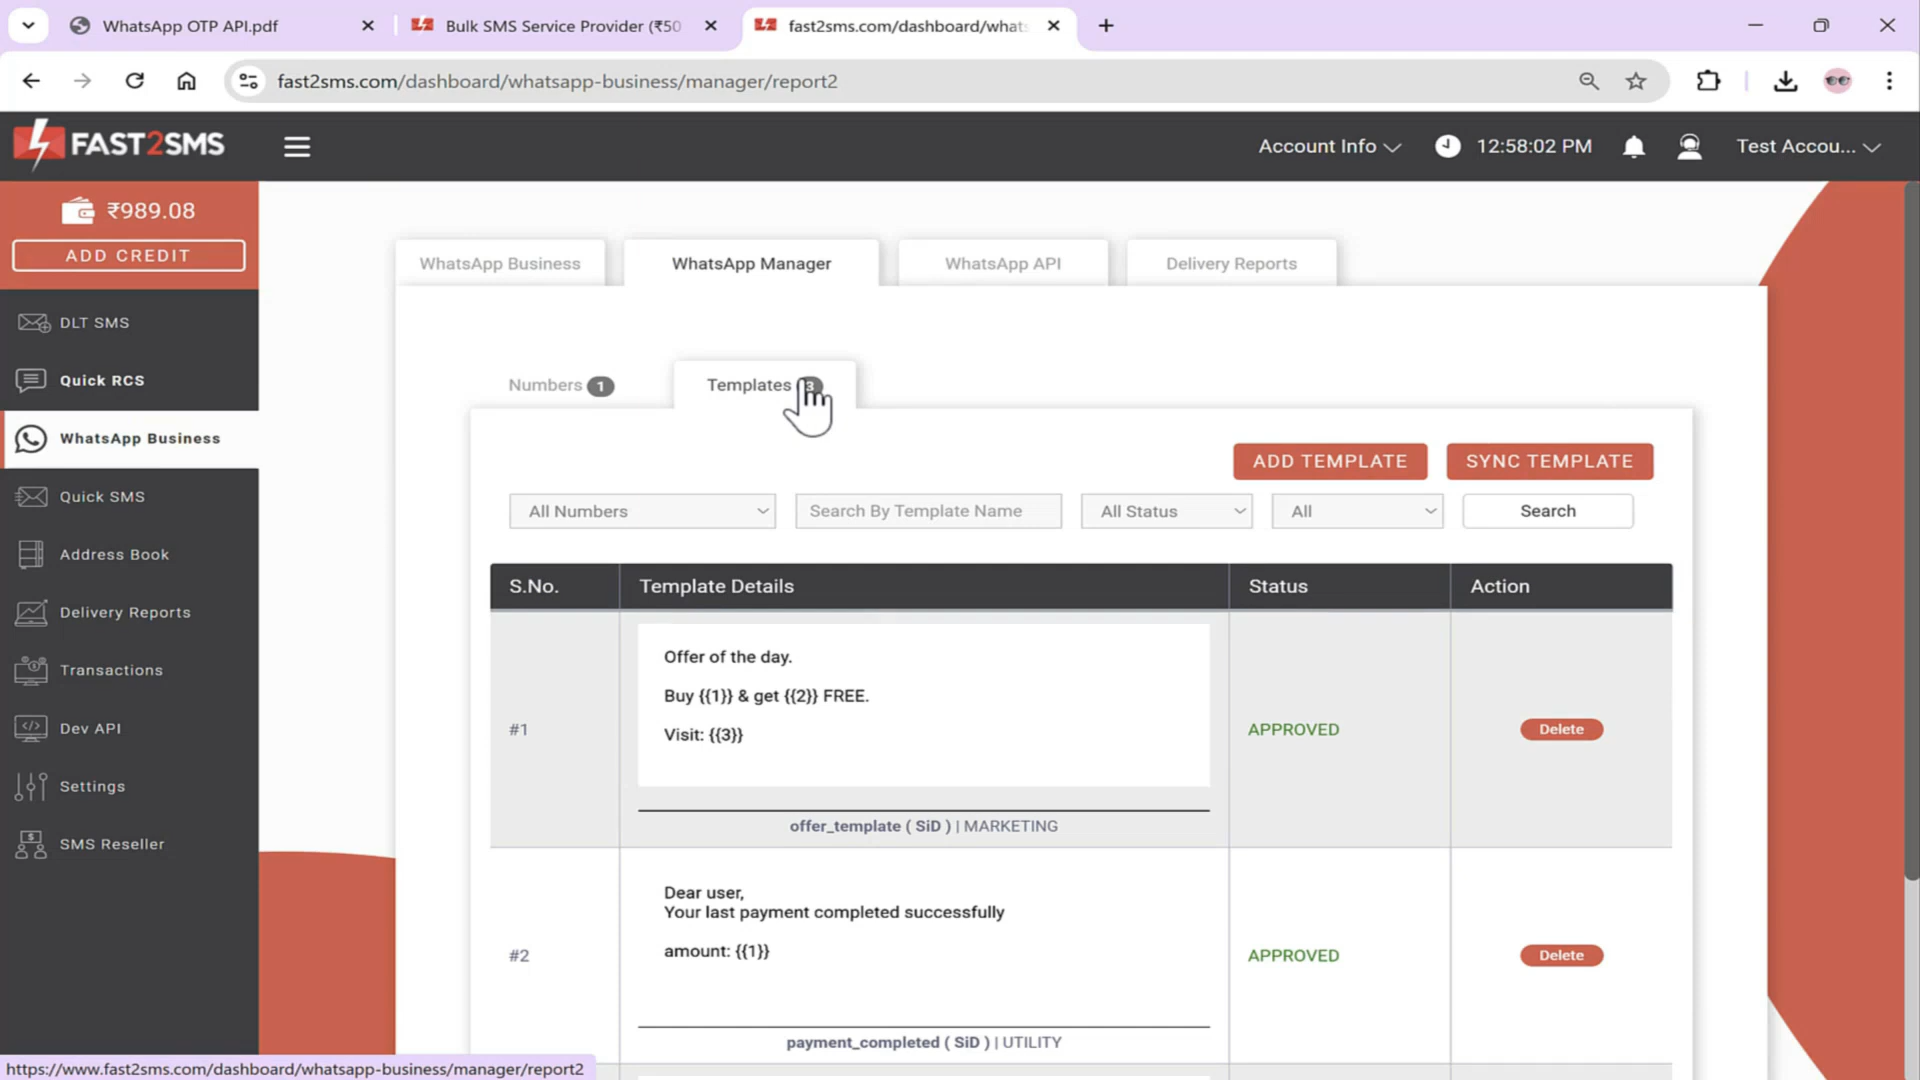 WhatsApp OTP API.pdf
Bulk SMS Service Provider (₹50
fast2sms.com/dashboard/what
fast2sms.com/dashboard/whatsapp-business/manager/report2
FAST2SMS
Account Info
12:58:02 PM
Test Accou...
₹989.08
ADD CREDIT
DLT SMS
Quick RCS
WhatsApp Business
Quick SMS
Address Book
Delivery Reports
Transactions
Dev API
Settings
SMS Reseller
WhatsApp Business
WhatsApp Manager
WhatsApp API
Delivery Reports
Numbers 1
Templates 3
ADD TEMPLATE
SYNC TEMPLATE
All Numbers
Search By Template Name
All Status
All
Search
S.No.
Template Details
Status
Action
#1
Offer of the day.
Buy {{1}} & get {{2}} FREE.
Visit: {{3}}
offer_template ( SiD ) | MARKETING
APPROVED
Delete
#2
Dear user,
Your last payment completed successfully
amount: {{1}}
payment_completed ( SiD ) | UTILITY
APPROVED
Delete
https://www.fast2sms.com/dashboard/whatsapp-business/manager/report2